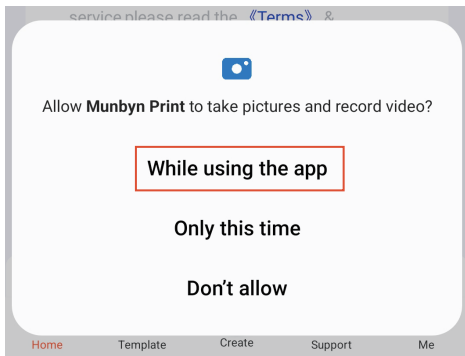 service please read the 《Terms》 &
Allow Munbyn Print to take pictures and record video?
While using the app
Only this time
Don't allow
Home Template Create Support Me